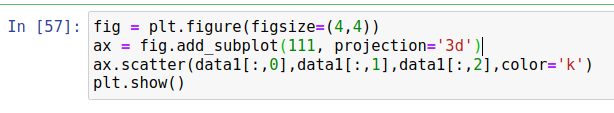 In [57]: fig = plt.figure(figsize=(4,4))
ax = fig.add_subplot(111, projection='3d')
ax.scatter(data1[:,0],data1[:,1],data1[:,2],color='k')
plt.show()